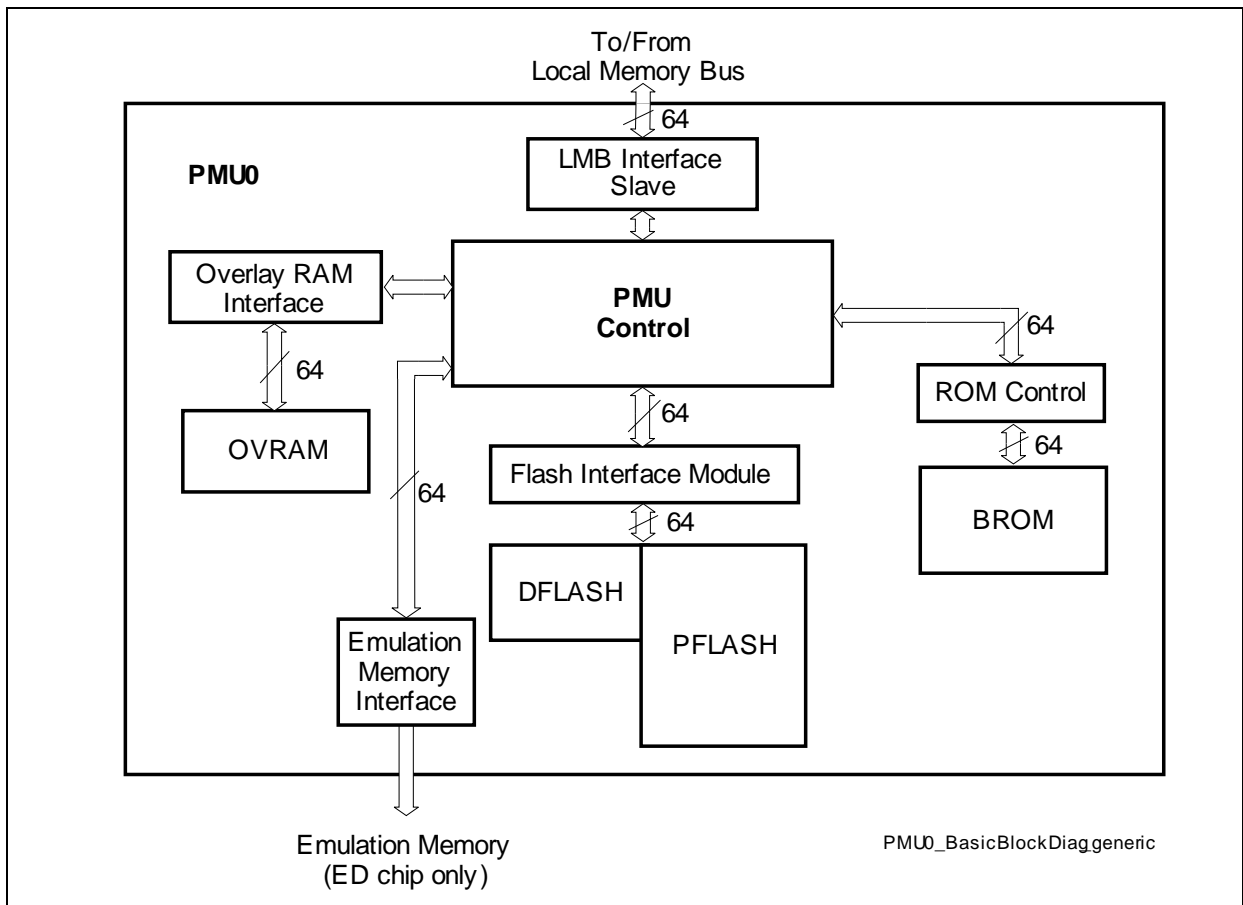 To/From
Local Memory Bus
64
PMU0
LMB Interface
Slave
Overlay RAM
Interface
PMU
Control
64
64
ROM Control
64
OVRAM
64
Flash Interface Module
64
64
BROM
DFLASH
PFLASH
Emulation
Memory
Interface
Emulation Memory
(ED chip only)
PMU0_BasicBlockDiag.generic